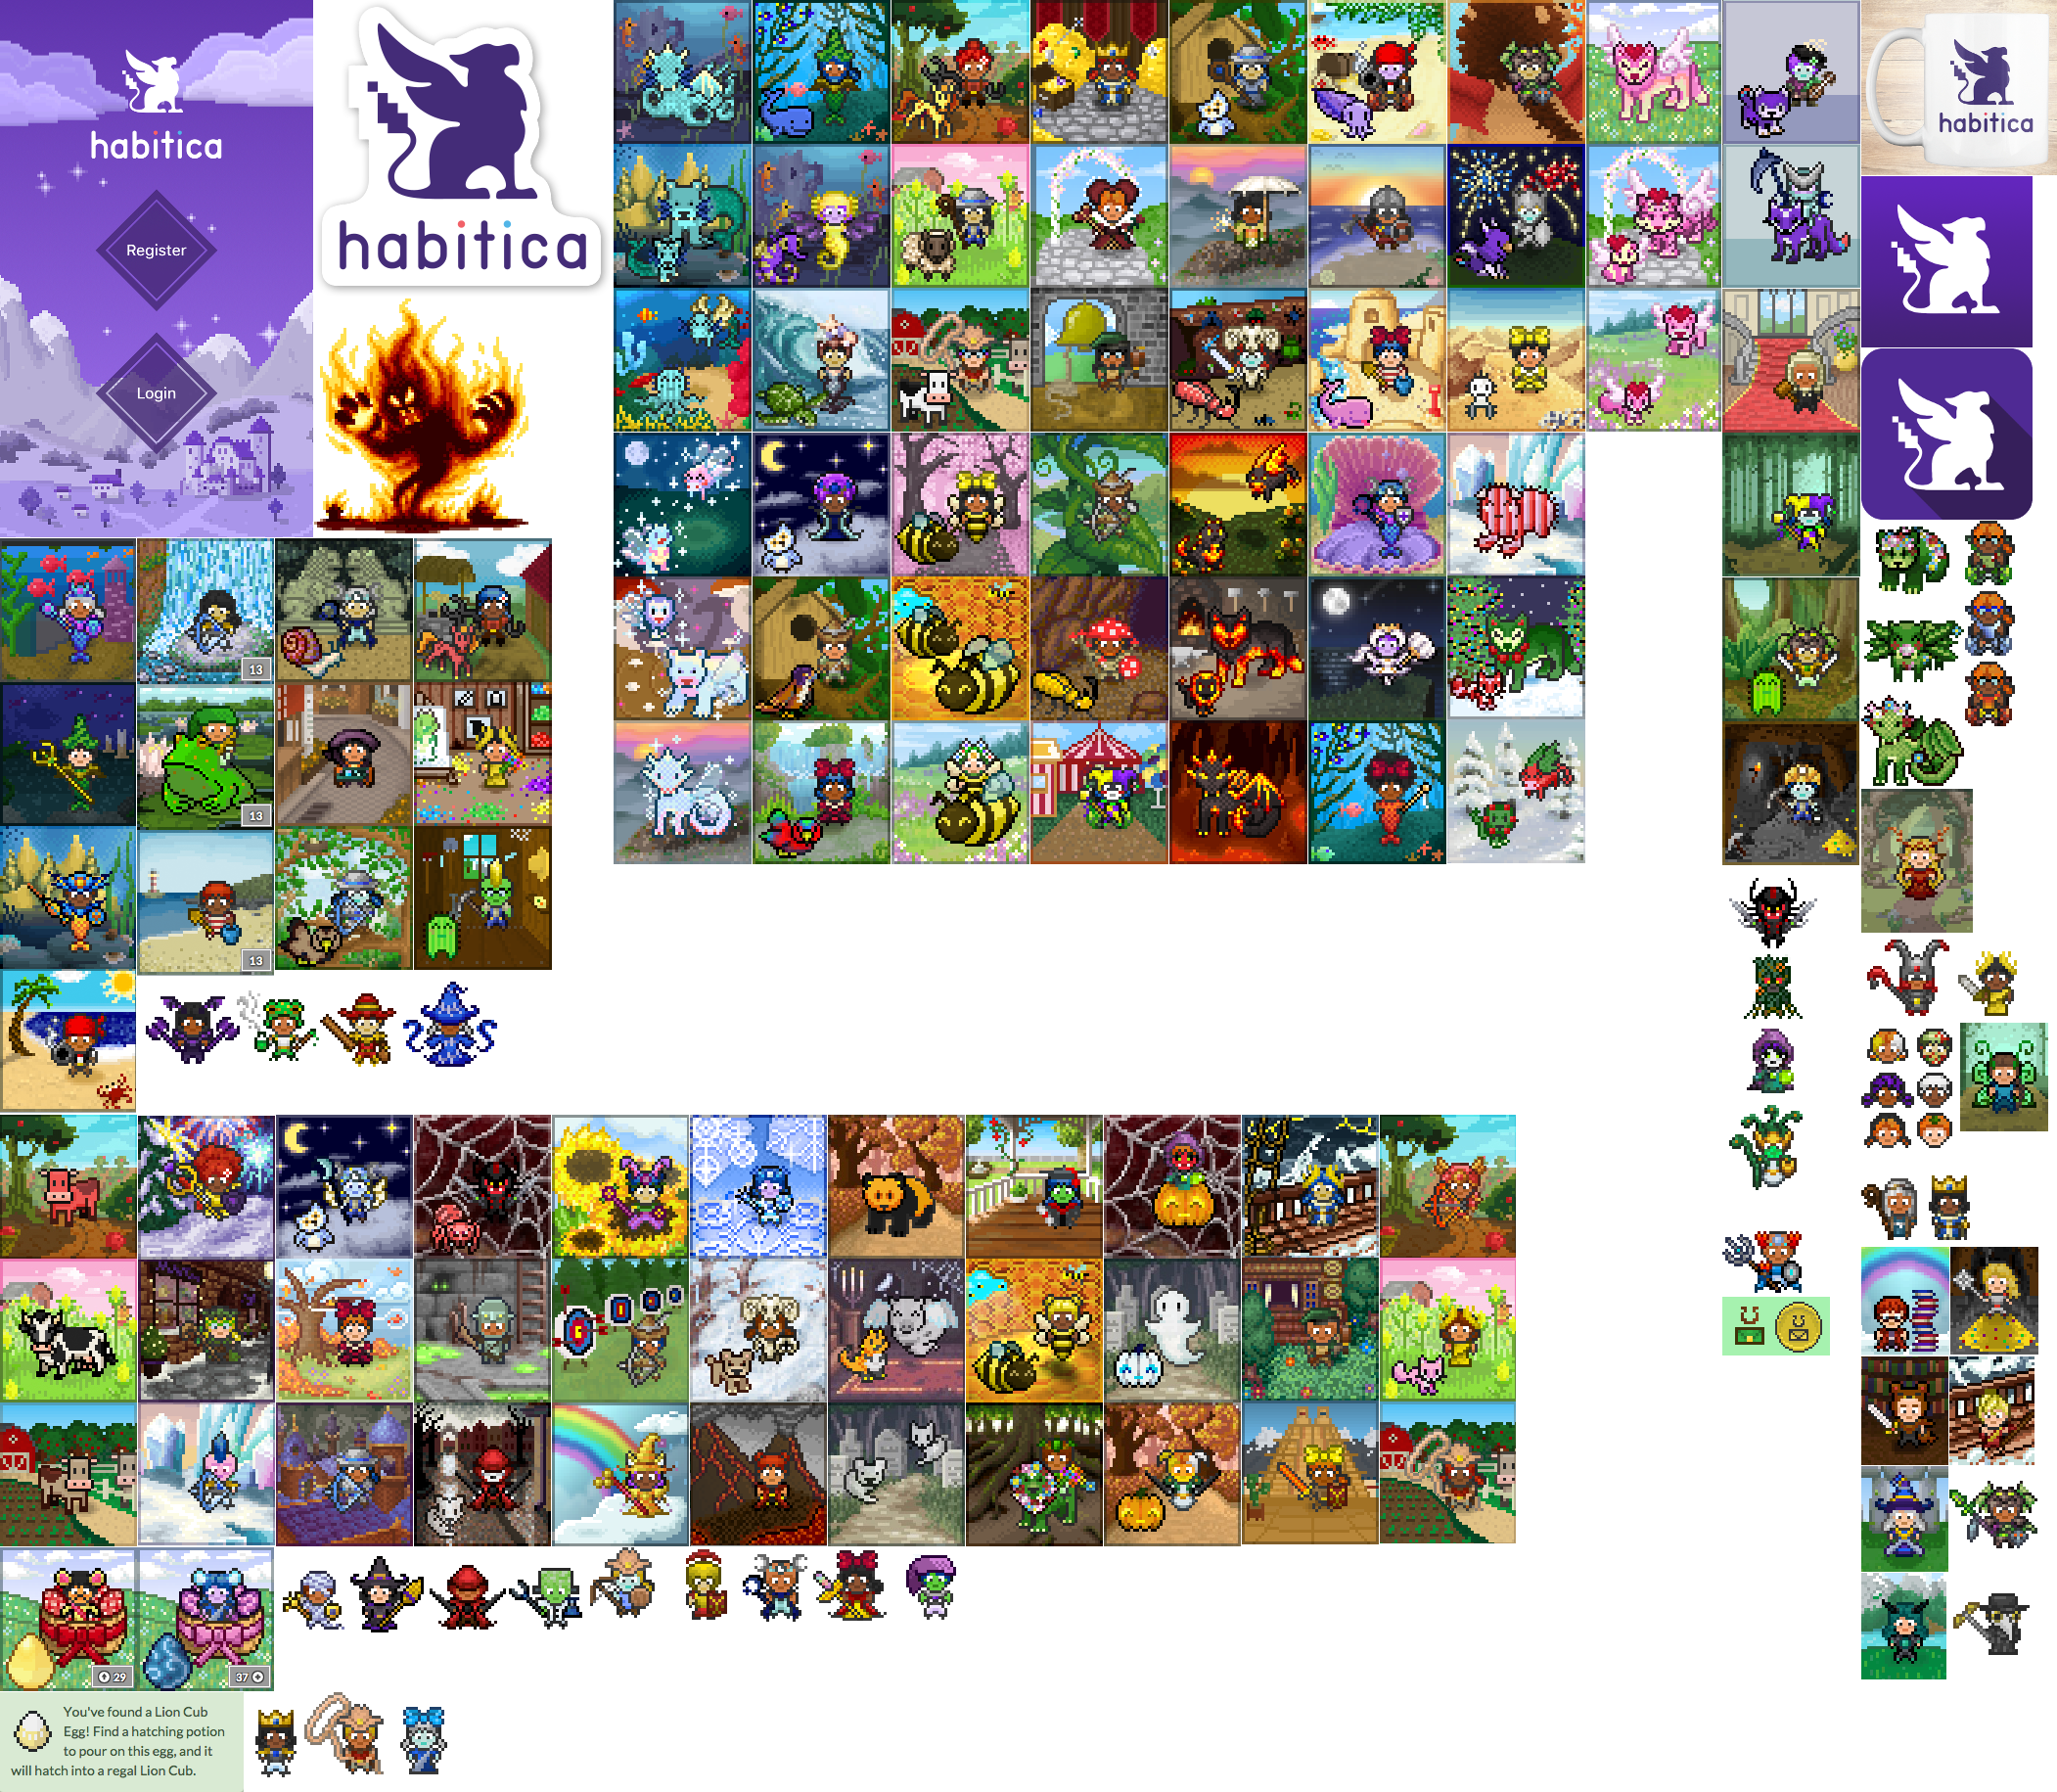 habitica
Register
Login
habitica
habitica
13
13
13
29
37
You've found a Lion Cub
Egg! Find a hatching potion
to pour on this egg, and it
will hatch into a regal Lion Cub.